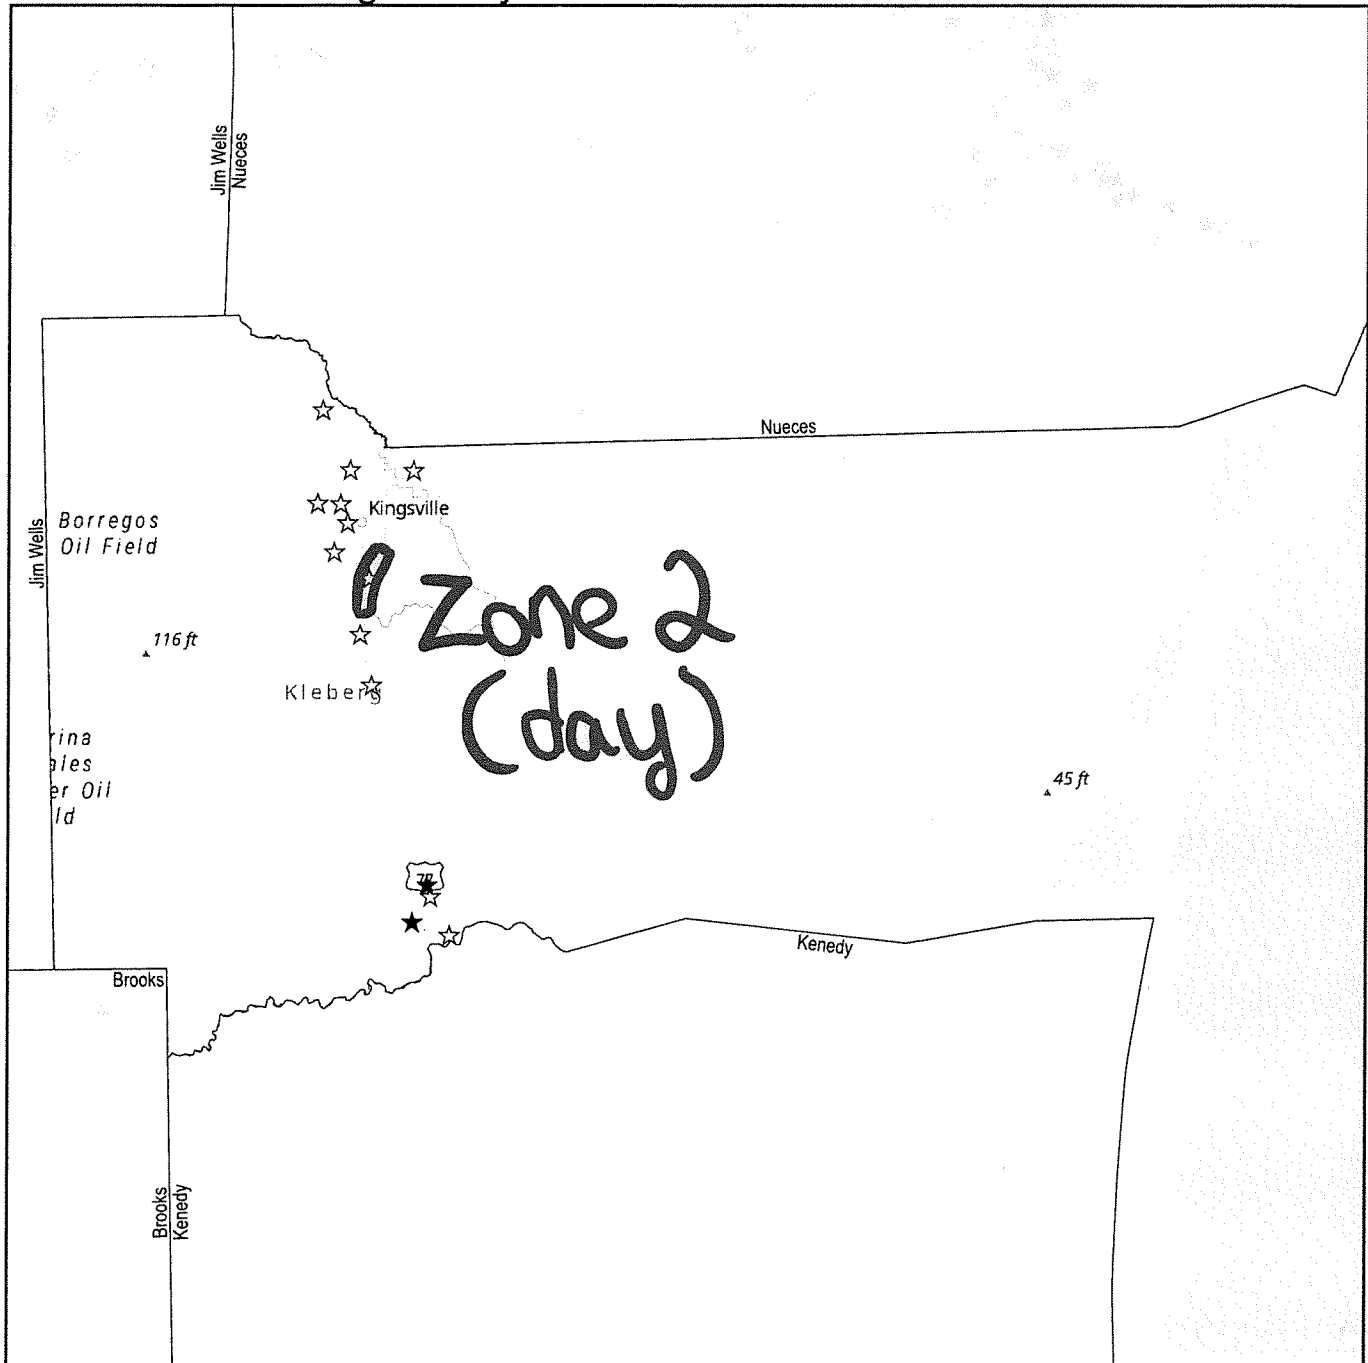 Jim Wells
Nueces
Nueces
Kingsville
Borregos
Oil Field
Jim Wells
Zone 2
(day)
116 ft
Kleberg
rina
ales
er Oil
ld
45 ft
77
Kenedy
Brooks
Brooks
Kenedy